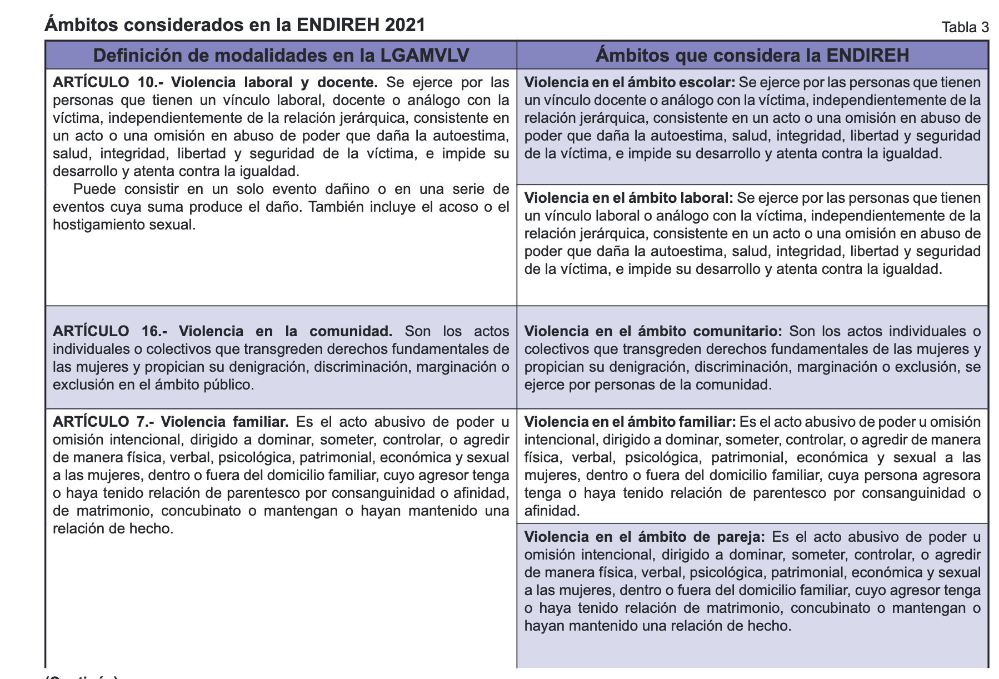 Ámbitos considerados en la ENDIREH 2021
Tabla 3
Definición de modalidades en la LGAMVLV
Ámbitos que considera la ENDIREH
ARTÍCULO 10.- Violencia laboral y docente. Se ejerce por las
personas que tienen un vínculo laboral, docente o análogo con la
víctima, independientemente de la relación jerárquica, consistente en
un acto o una omisión en abuso de poder que daña la autoestima,
salud, integridad, libertad y seguridad de la víctima, e impide su
desarrollo y atenta contra la igualdad.
Puede consistir en un solo evento dañino o en una serie de
eventos cuya suma produce el daño. También incluye el acoso o el
hostigamiento sexual.
Violencia en el ámbito escolar: Se ejerce por las personas que tienen
un vínculo docente o análogo con la víctima, independientemente de la
relación jerárquica, consistente en un acto o una omisión en abuso de
poder que daña la autoestima, salud, integridad, libertad y seguridad
de la víctima, e impide su desarrollo y atenta contra la igualdad.
Violencia en el ámbito laboral: Se ejerce por las personas que tienen
un vínculo laboral o análogo con la víctima, independientemente de la
relación jerárquica, consistente en un acto o una omisión en abuso de
poder que daña la autoestima, salud, integridad, libertad y seguridad
de la víctima, e impide su desarrollo y atenta contra la igualdad.
ARTÍCULO 16.- Violencia en la comunidad. Son los actos
individuales o colectivos que transgreden derechos fundamentales de
las mujeres y propician su denigración, discriminación, marginación o
exclusión en el ámbito público.
Violencia en el ámbito comunitario: Son los actos individuales o
colectivos que transgreden derechos fundamentales de las mujeres y
propician su denigración, discriminación, marginación o exclusión, se
ejerce por personas de la comunidad.
ARTÍCULO 7.- Violencia familiar. Es el acto abusivo de poder u
omisión intencional, dirigido a dominar, someter, controlar, o agredir
de manera física, verbal, psicológica, patrimonial, económica y sexual
a las mujeres, dentro o fuera del domicilio familiar, cuyo agresor tenga
o haya tenido relación de parentesco por consanguinidad o afinidad,
de matrimonio, concubinato o mantengan o hayan mantenido una
relación de hecho.
Violencia en el ámbito familiar: Es el acto abusivo de poder u omisión
intencional, dirigido a dominar, someter, controlar, o agredir de manera
física, verbal, psicológica, patrimonial, económica y sexual a las
mujeres, dentro o fuera del domicilio familiar, cuya persona agresora
tenga o haya tenido relación de parentesco por consanguinidad o
afinidad.
Violencia en el ámbito de pareja: Es el acto abusivo de poder u
omisión intencional, dirigido a dominar, someter, controlar, o agredir
de manera física, verbal, psicológica, patrimonial, económica y sexual
a las mujeres, dentro o fuera del domicilio familiar, cuyo agresor tenga
o haya tenido relación de matrimonio, concubinato o mantengan o
hayan mantenido una relación de hecho.